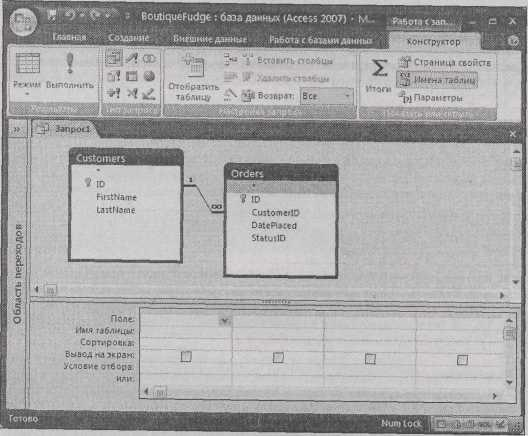 BoutiqueFudge : база данных (Access 2007) - M...
Работа с зап...
Главная Создание Внешние данные Работа с базами данных Конструктор
Режим Выполнить
Отобразить таблицу
Вставить столбцы
Удалить столбцы
Возврат: Все
Итоги
Страница свойств
Имена таблиц
Параметры
Результаты
Тип запроса
Настройка запроса
Показать или скрыть
»
Запрос1
Область переходов
Customers
*
ID
FirstName
LastName
1
∞
Orders
*
ID
CustomerID
DatePlaced
StatusID
Поле:
Имя таблицы:
Сортировка:
Вывод на экран:
Условие отбора:
или:
Готово
Num Lock
SQL